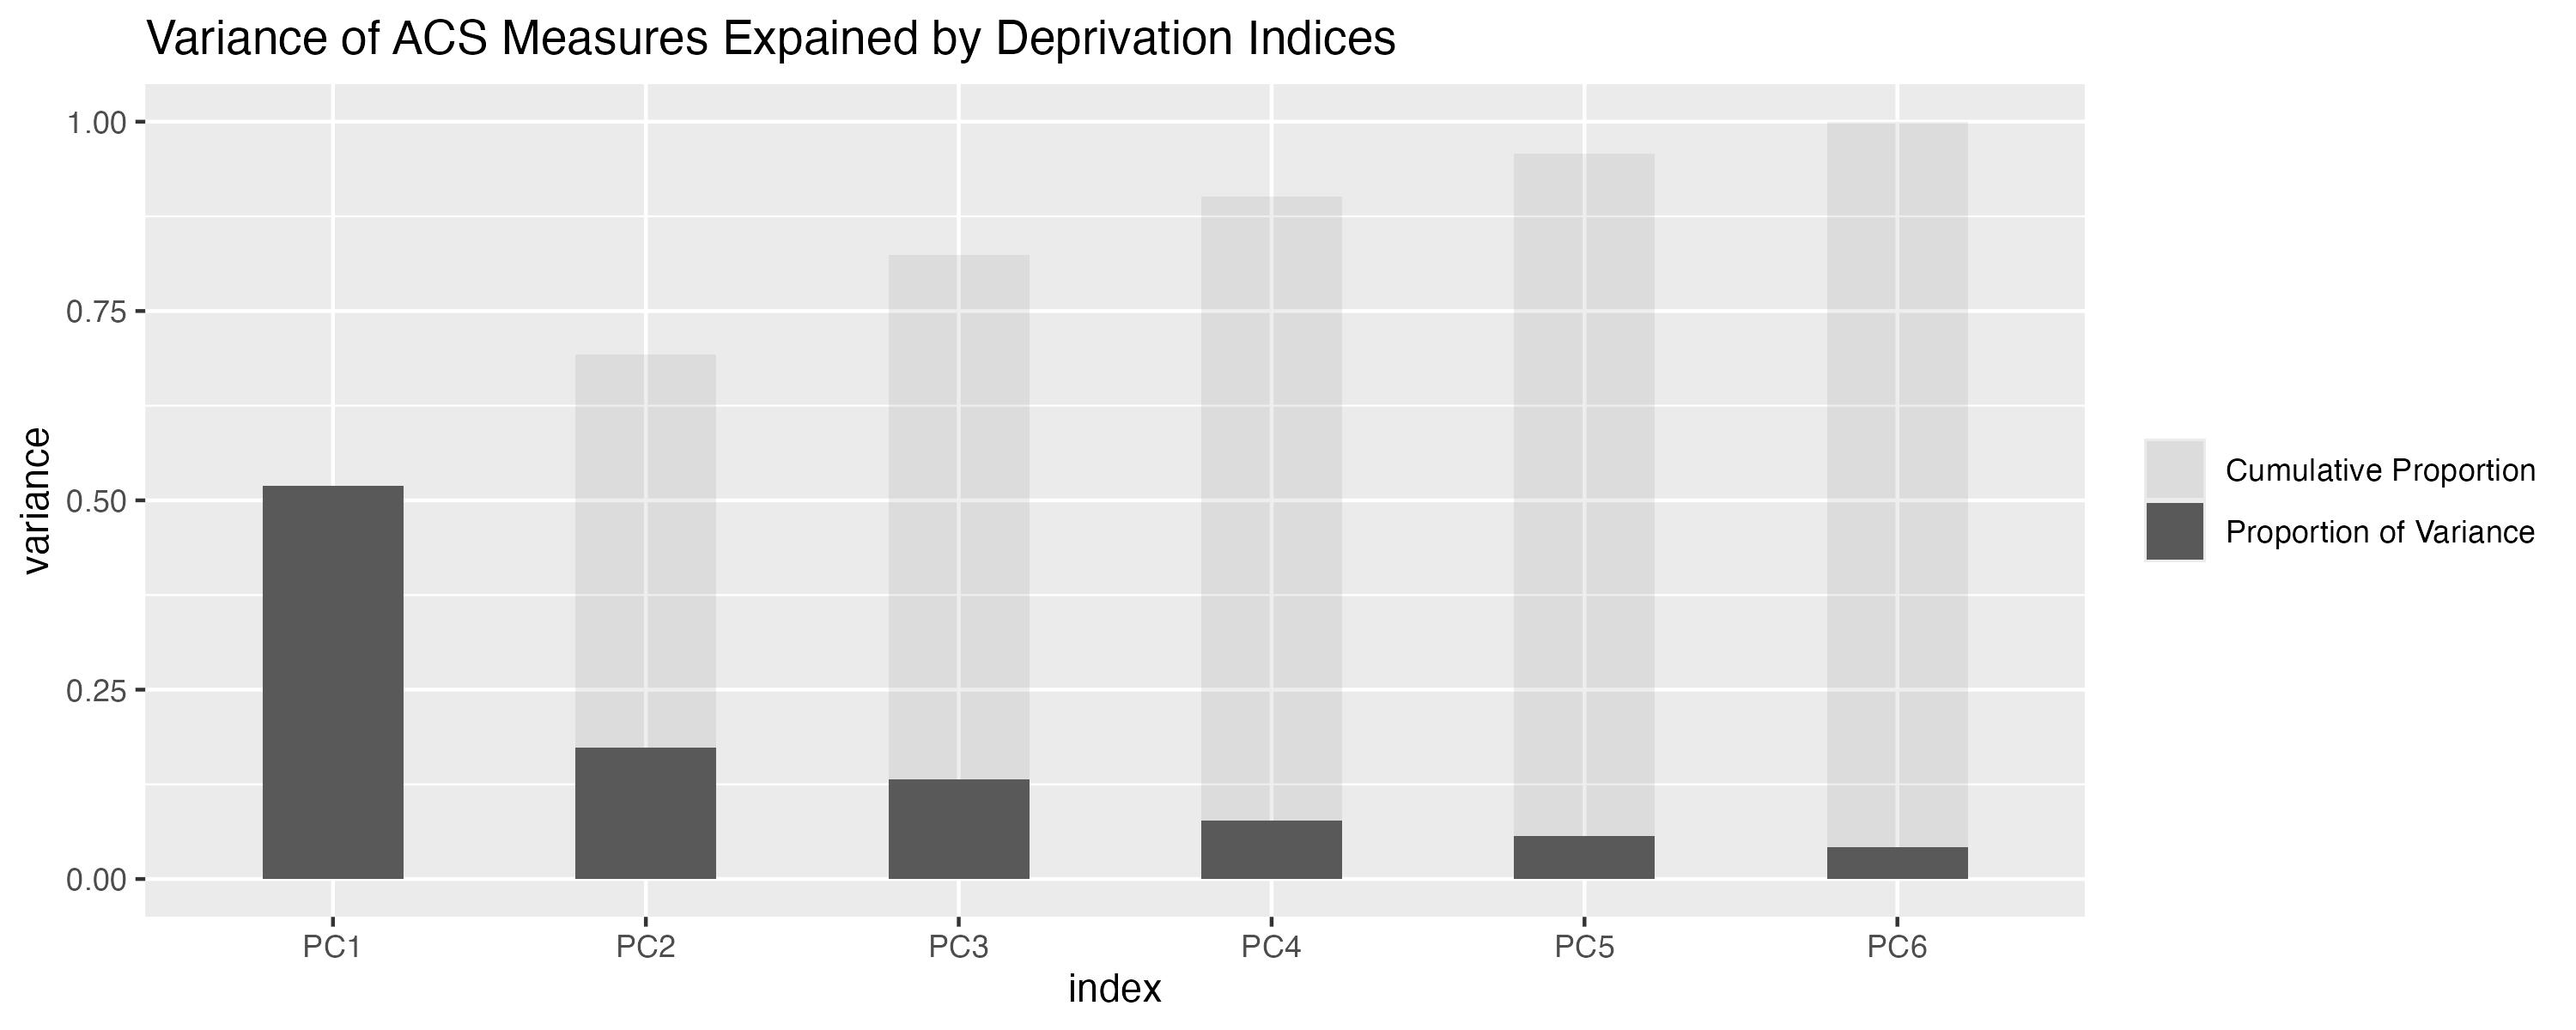 Variance of ACS Measures Expained by Deprivation Indices
1.00
0.75
0.50
0.25
0.00
variance
PC1 PC2 PC3 PC4 PC5 PC6
index
Cumulative Proportion
Proportion of Variance